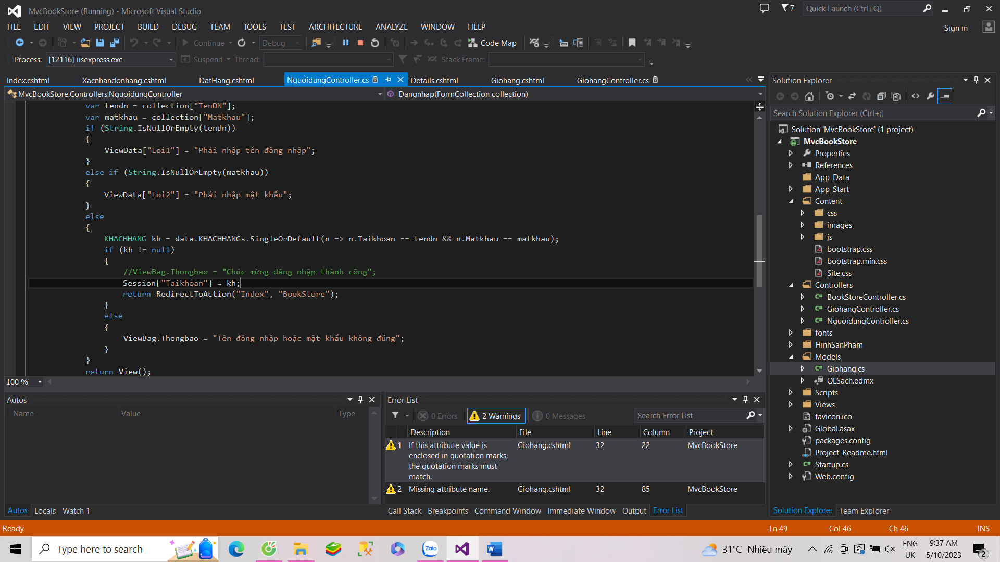 MvcBookStore (Running) - Microsoft Visual Studio
7
Quick Launch (Ctrl+Q)
FILE EDIT VIEW PROJECT BUILD DEBUG TEAM TOOLS TEST ARCHITECTURE ANALYZE WINDOW HELP
Sign in
Continue Debug Code Map
Process: [12116] iisexpress.exe Suspend Thread: Stack Frame:
Index.cshtml Xacnhandonhang.cshtml DatHang.cshtml NguoidungController.cs Details.cshtml Giohang.cshtml GiohangController.cs
MvcBookStore.Controllers.NguoidungController Dangnhap(FormCollection collection)
var tendn = collection["TenDN"];
var matkhau = collection["Matkhau"];
if (String.IsNullOrEmpty(tendn))
{
ViewData["Loi1"] = "Phải nhập tên đăng nhập";
}
else if (String.IsNullOrEmpty(matkhau))
{
ViewData["Loi2"] = "Phải nhập mật khẩu";
}
else
{
KHACHHANG kh = data.KHACHHANGs.SingleOrDefault(n => n.Taikhoan == tendn && n.Matkhau == matkhau);
if (kh != null)
{
//ViewBag.Thongbao = "Chúc mừng đăng nhập thành công";
Session["Taikhoan"] = kh;
return RedirectToAction("Index", "BookStore");
}
else
{
ViewBag.Thongbao = "Tên đăng nhập hoặc mật khẩu không đúng";
}
}
return View();
100 %
Autos
Name Value Type
Autos Locals Watch 1
Error List
0 Errors 2 Warnings 0 Messages Search Error List
Description File Line Column Project
1 If this attribute value is enclosed in quotation marks, the quotation marks must match. Giohang.cshtml 32 22 MvcBookStore
2 Missing attribute name. Giohang.cshtml 32 85 MvcBookStore
Call Stack Breakpoints Command Window Immediate Window Output Error List
Solution Explorer
Search Solution Explorer (Ctrl+;)
Solution 'MvcBookStore' (1 project)
MvcBookStore
Properties
References
App_Data
App_Start
Content
css
images
js
bootstrap.css
bootstrap.min.css
Site.css
Controllers
BookStoreController.cs
GiohangController.cs
NguoidungController.cs
fonts
HinhSanPham
Models
Giohang.cs
QLSach.edmx
Scripts
Views
favicon.ico
Global.asax
packages.config
Project_Readme.html
Startup.cs
Web.config
Solution Explorer Team Explorer
Ready Ln 49 Col 46 Ch 46 INS
Type here to search
Zalo
31°C Nhiều mây
ENG
UK
9:37 AM
5/10/2023
2